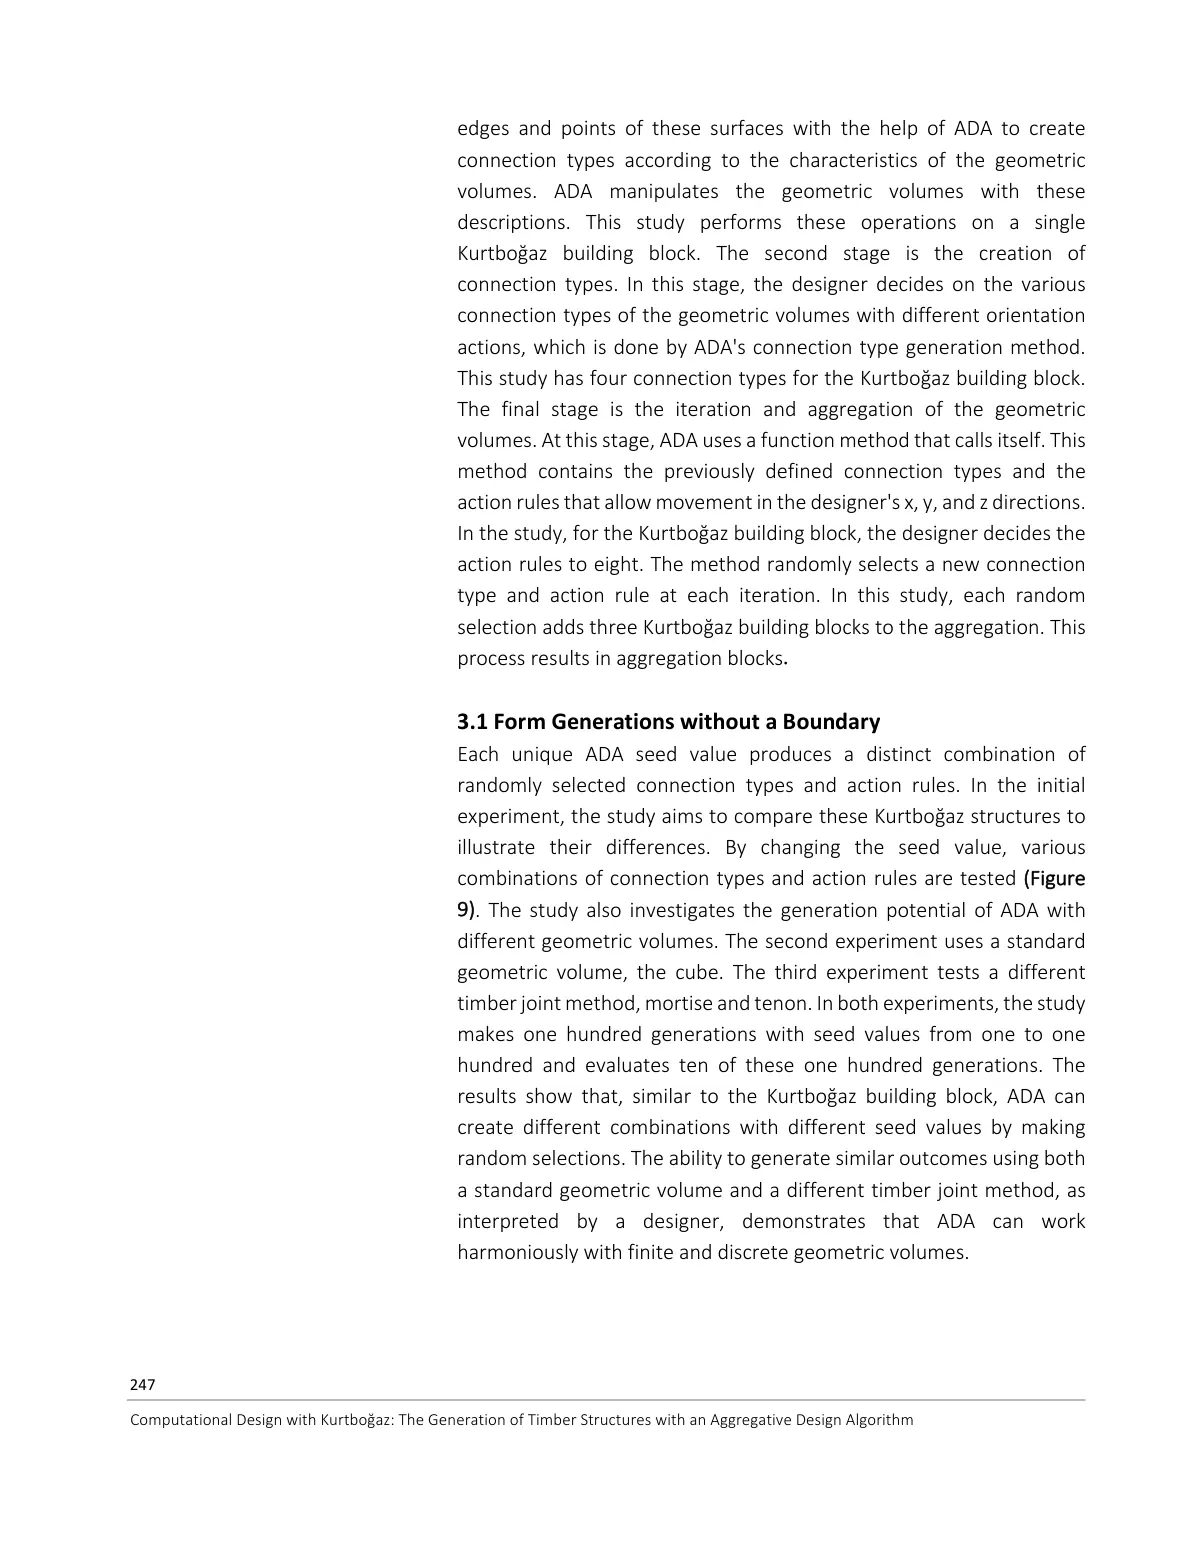 edges and points of these surfaces with the help of ADA to create
connection types according to the characteristics of the geometric
volumes. ADA manipulates the geometric volumes with these
descriptions. This study performs these operations on a single
Kurtboğaz building block. The second stage is the creation of
connection types. In this stage, the designer decides on the various
connection types of the geometric volumes with different orientation
actions, which is done by ADA's connection type generation method.
This study has four connection types for the Kurtboğaz building block.
The final stage is the iteration and aggregation of the geometric
volumes. At this stage, ADA uses a function method that calls itself. This
method contains the previously defined connection types and the
action rules that allow movement in the designer's x, y, and z directions.
In the study, for the Kurtboğaz building block, the designer decides the
action rules to eight. The method randomly selects a new connection
type and action rule at each iteration. In this study, each random
selection adds three Kurtboğaz building blocks to the aggregation. This
process results in aggregation blocks.
3.1 Form Generations without a Boundary
Each unique ADA seed value produces a distinct combination of
randomly selected connection types and action rules. In the initial
experiment, the study aims to compare these Kurtboğaz structures to
illustrate their differences. By changing the seed value, various
combinations of connection types and action rules are tested (Figure
9). The study also investigates the generation potential of ADA with
different geometric volumes. The second experiment uses a standard
geometric volume, the cube. The third experiment tests a different
timber joint method, mortise and tenon. In both experiments, the study
makes one hundred generations with seed values from one to one
hundred and evaluates ten of these one hundred generations. The
results show that, similar to the Kurtboğaz building block, ADA can
create different combinations with different seed values by making
random selections. The ability to generate similar outcomes using both
a standard geometric volume and a different timber joint method, as
interpreted by a designer, demonstrates that ADA can work
harmoniously with finite and discrete geometric volumes.
247
Computational Design with Kurtboğaz: The Generation of Timber Structures with an Aggregative Design Algorithm